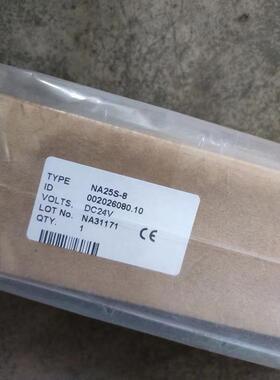 TYPE NA25S-8
ID 002026080.10
VOLTS. DC24V
LOT No. NA31171
QTY. 1 CE